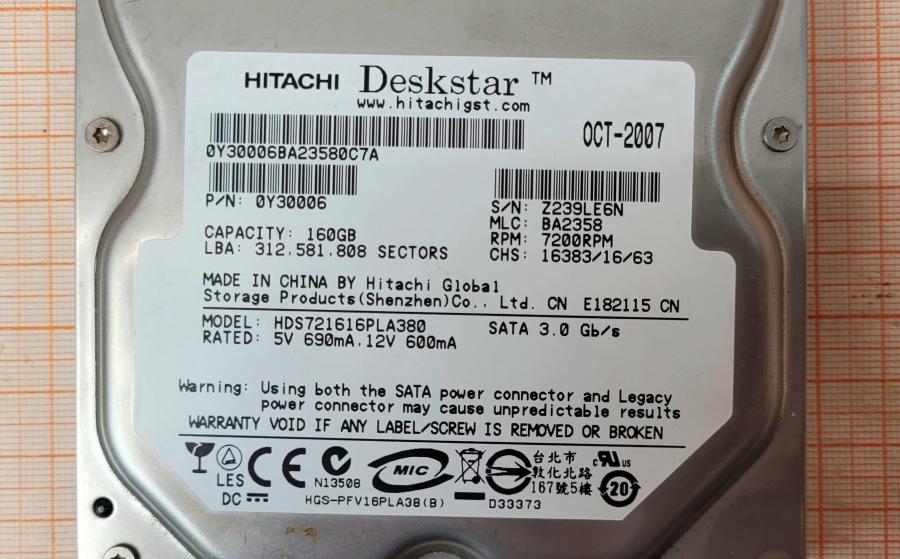 HITACHI Deskstar ™
www.hitachigst.com
OCT-2007
0Y30006BA23580C7A
P/N: 0Y30006
S/N: Z239LE6N
MLC: BA2358
CAPACITY: 160GB
RPM: 7200RPM
LBA: 312,581,808 SECTORS
CHS: 16383/16/63
MADE IN CHINA BY Hitachi Global
Storage Products(Shenzhen)Co., Ltd. CN E182115 CN
MODEL: HDS721616PLA380 SATA 3.0 Gb/s
RATED: 5V 690mA,12V 600mA
Warning: Using both the SATA power connector and Legacy
power connector may cause unpredictable results
WARRANTY VOID IF ANY LABEL/SCREW IS REMOVED OR BROKEN
LES
DC
CE
N13508
MIC
台北市
敦化北路
167號5樓
c RU us
20
HGS-PFV16PLA38(B)
D33373